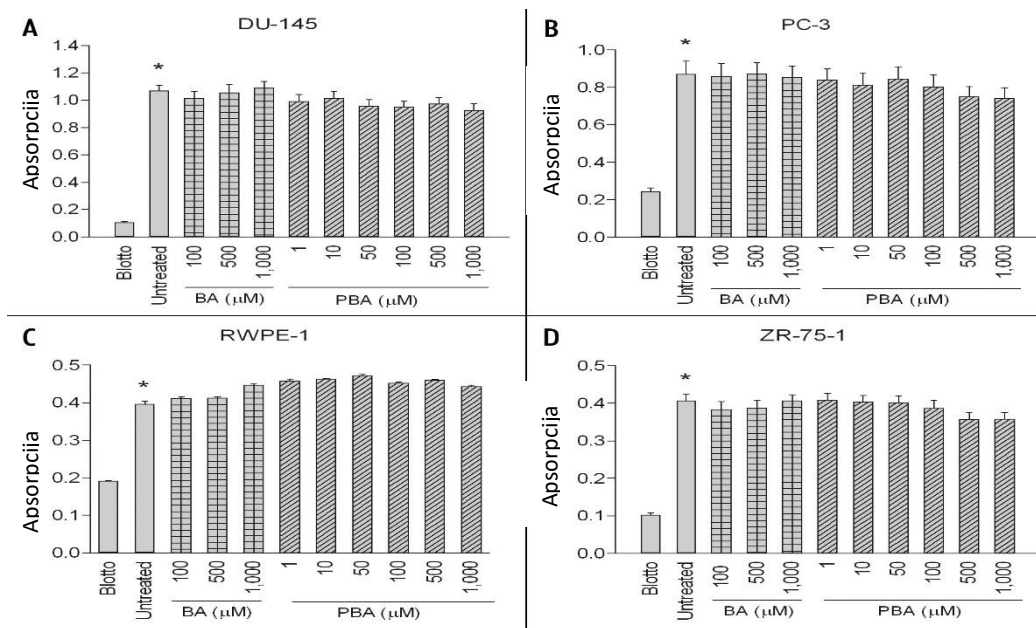 A
DU-145
Apsorpciia
1.4
1.2
1.0
0.8
0.6
0.4
0.2
0.0
Blotto
Untreated
100
500
1,000
1
10
50
100
500
1,000
BA (μM)
PBA (μM)
B
PC-3
Apsorpciia
1.0
0.8
0.6
0.4
0.2
0.0
Blotto
Untreated
100
500
1,000
1
10
50
100
500
1,000
BA (μM)
PBA (μM)
C
RWPE-1
Apsorpciia
0.5
0.4
0.3
0.2
0.1
0.0
Blotto
Untreated
100
500
1,000
1
10
50
100
500
1,000
BA (μM)
PBA (μM)
D
ZR-75-1
Apsorpcija
0.5
0.4
0.3
0.2
0.1
0.0
Blotto
Untreated
100
500
1,000
1
10
50
100
500
1,000
BA (μM)
PBA (μM)